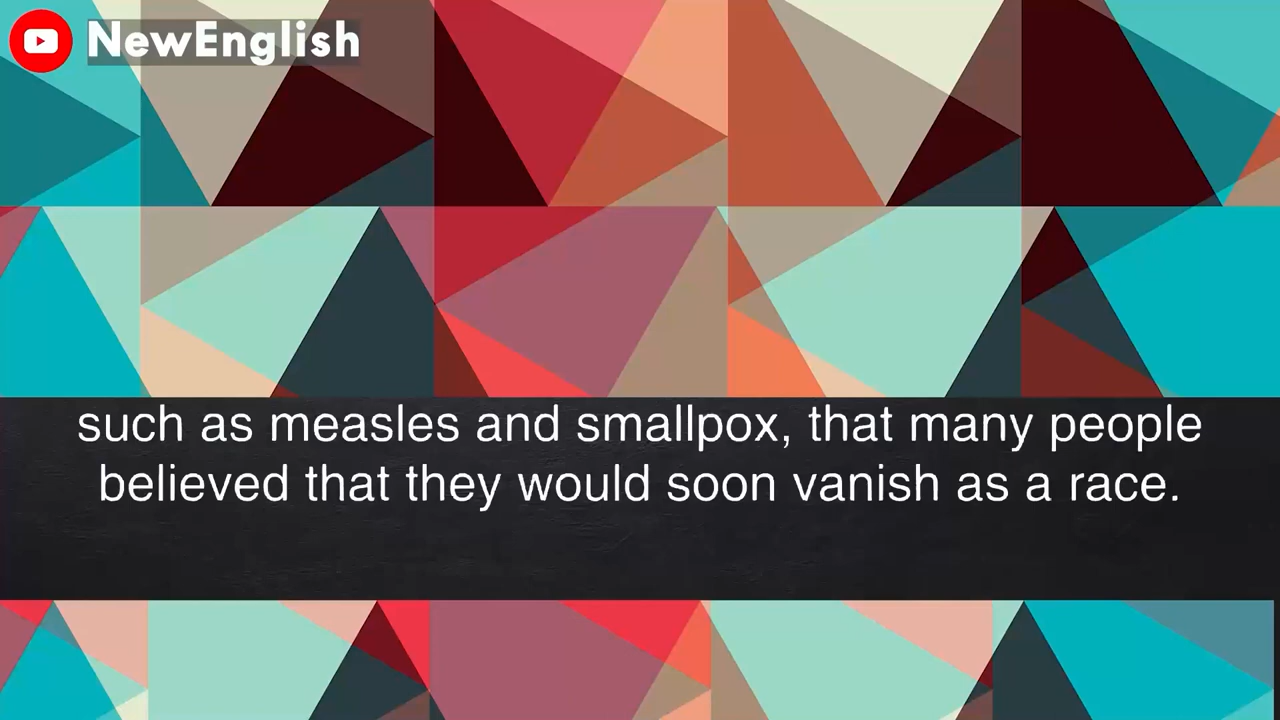 NewEnglish
such as measles and smallpox, that many people
believed that they would soon vanish as a race.